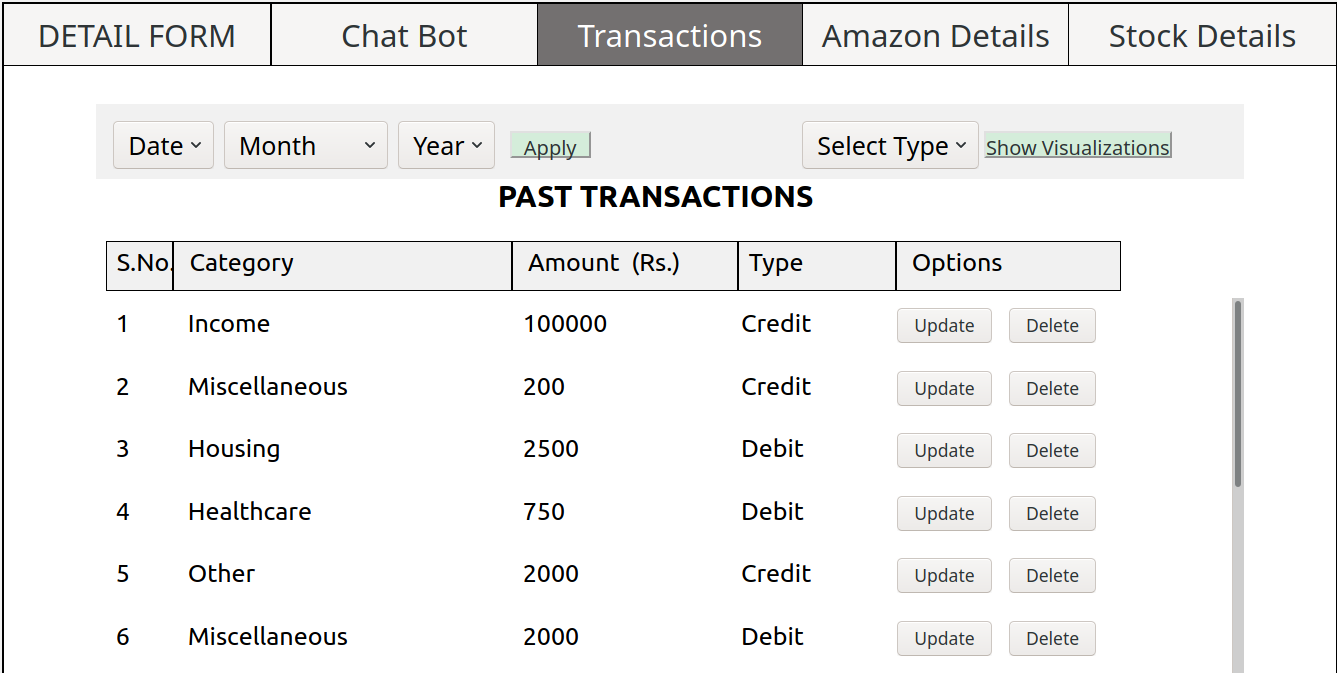 DETAIL FORM Chat Bot Transactions Amazon Details Stock Details
Date Month Year Apply Select Type Show Visualizations
PAST TRANSACTIONS
S.No. Category Amount (Rs.) Type Options
1 Income 100000 Credit Update Delete
2 Miscellaneous 200 Credit Update Delete
3 Housing 2500 Debit Update Delete
4 Healthcare 750 Debit Update Delete
5 Other 2000 Credit Update Delete
6 Miscellaneous 2000 Debit Update Delete